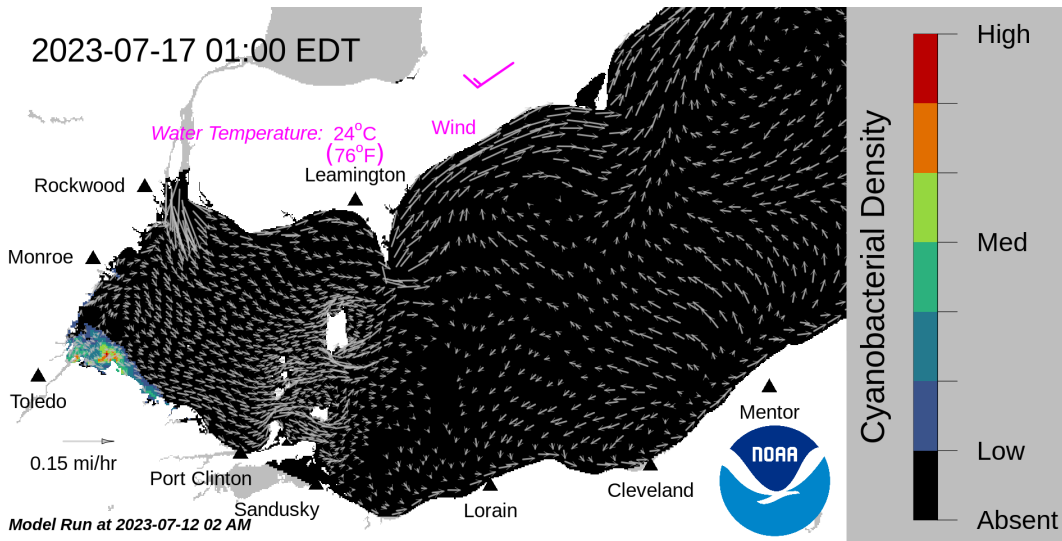 2023-07-17 01:00 EDT
Wind
Water Temperature: 24°C
(76°F)
Leamington
Rockwood
Monroe
Toledo
0.15 mi/hr
Port Clinton
Sandusky
Lorain
Cleveland
Mentor
NOAA
Model Run at 2023-07-12 02 AM
Cyanobacterial Density
High
Med
Low
Absent